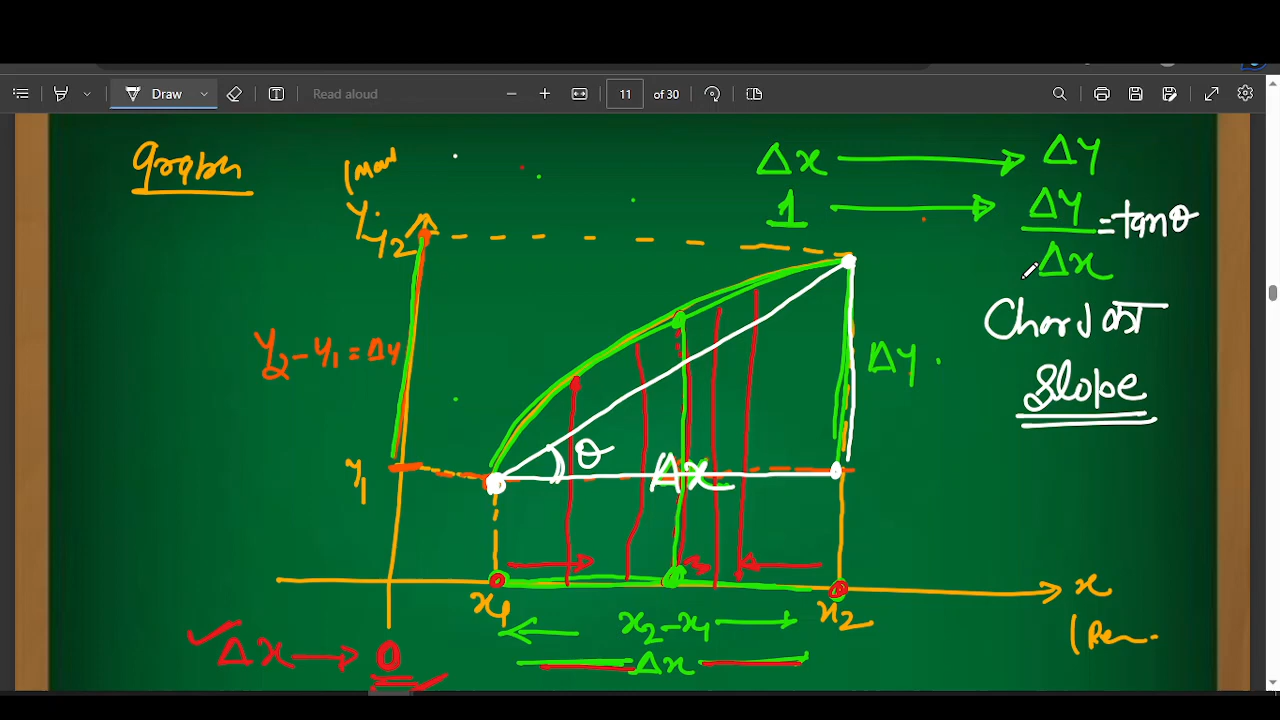 Draw
Read aloud
11 of 30
Graph
Δx → Δy
1 → Δy/Δx = tanθ
y
y₂
y₂-y₁=Δy
Δy
Chord का
Slope
θ
Δx
y₁
x
x₁
x₂
x₂-x₁
Δx
Δx → 0